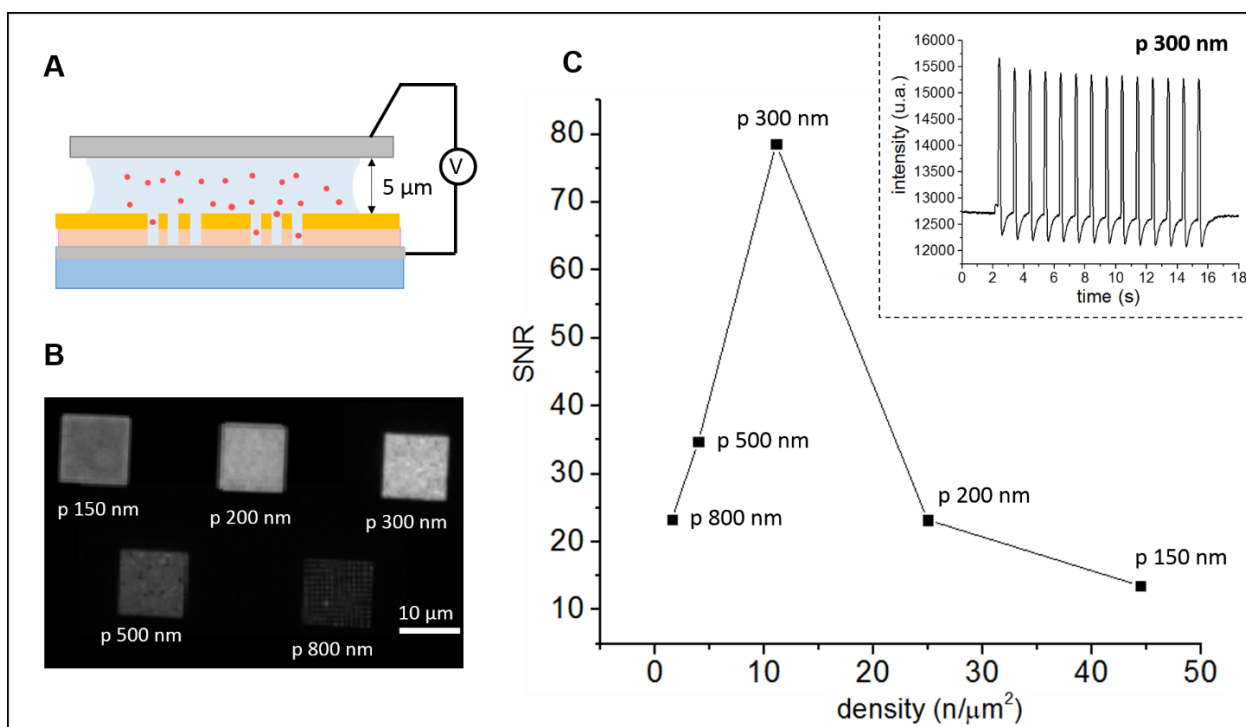 A
V
5 µm
B
p 150 nm
p 200 nm
p 300 nm
p 500 nm
p 800 nm
10 µm
C
p 300 nm
16000
15500
15000
14500
14000
13500
13000
12500
12000
intensity (u.a.)
0 2 4 6 8 10 12 14 16 18
time (s)
80
70
60
50
40
30
20
10
SNR
p 300 nm
p 500 nm
p 800 nm
p 200 nm
p 150 nm
0 10 20 30 40 50
density (n/µm²)